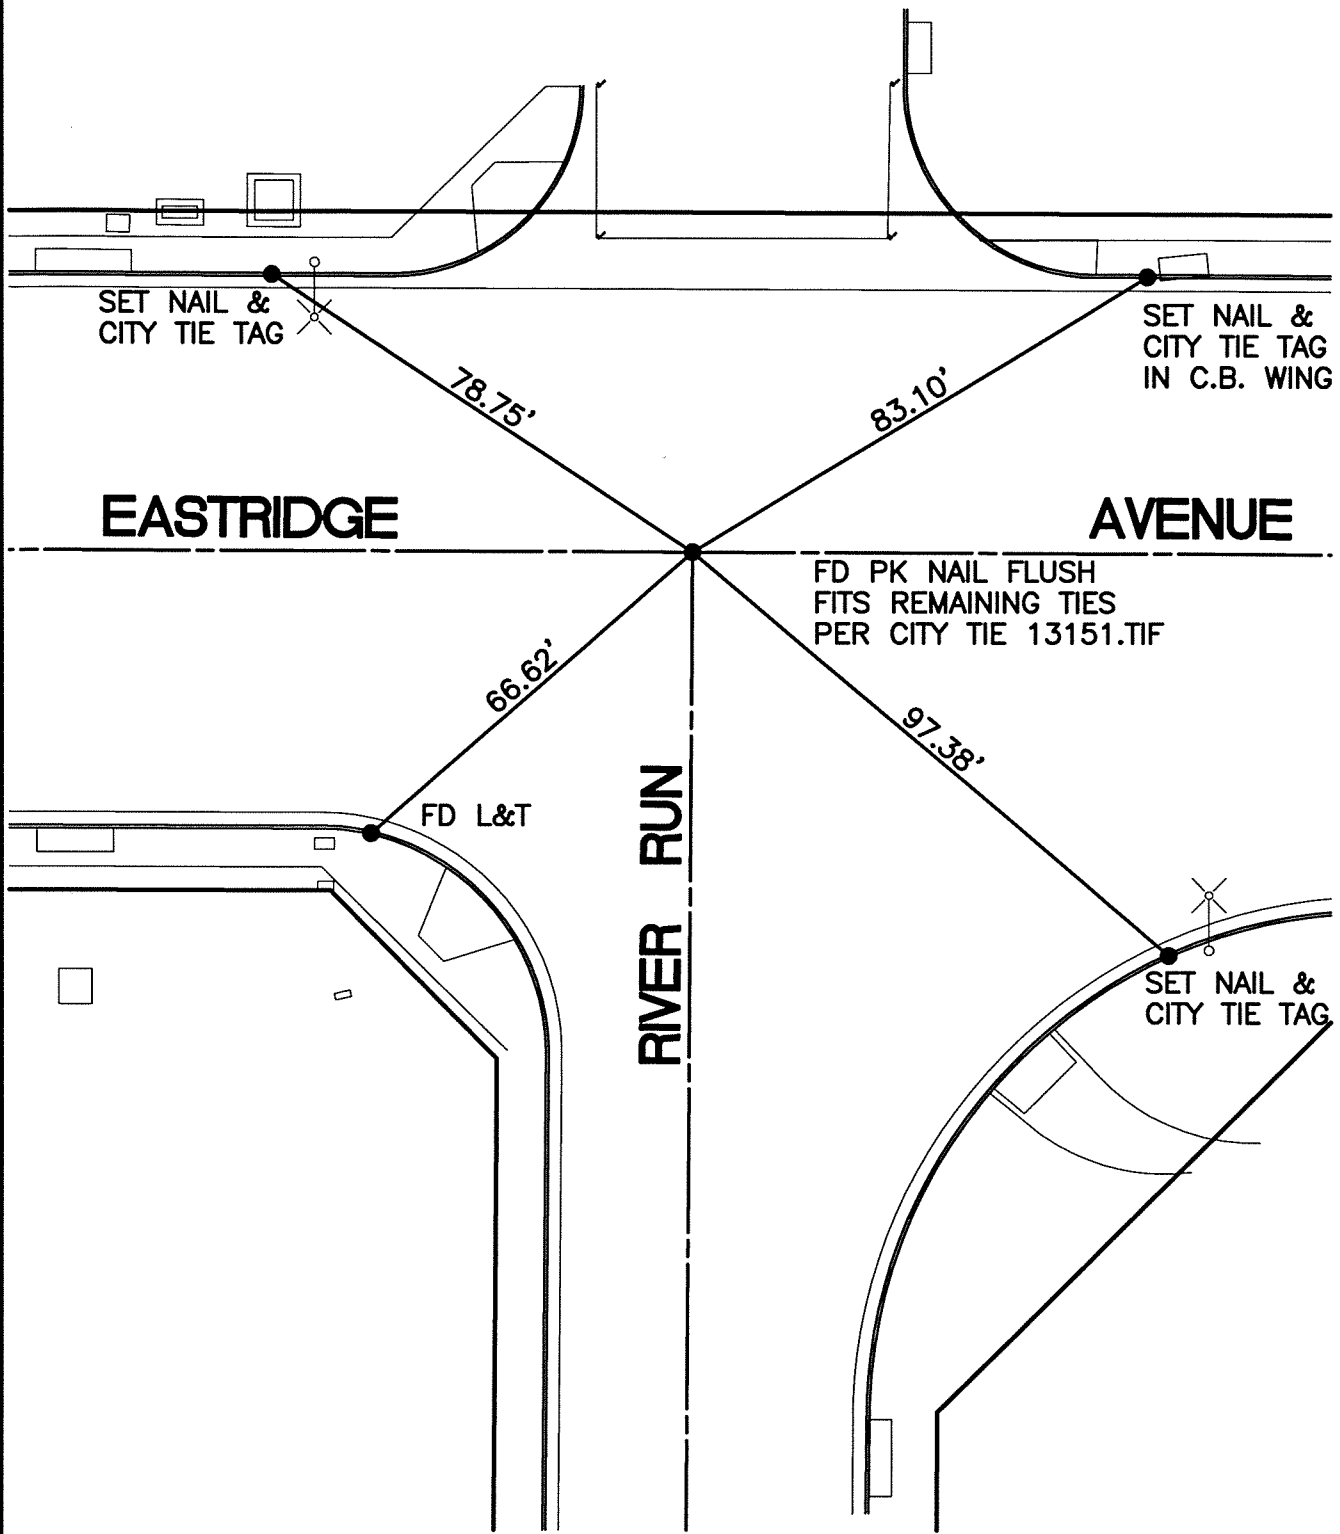 SET NAIL &
CITY TIE TAG
SET NAIL &
CITY TIE TAG
IN C.B. WING
78.75'
83.10'
EASTRIDGE AVENUE
FD PK NAIL FLUSH
FITS REMAINING TIES
PER CITY TIE 13151.TIF
66.62'
97.38'
FD L&T
RIVER RUN
SET NAIL &
CITY TIE TAG